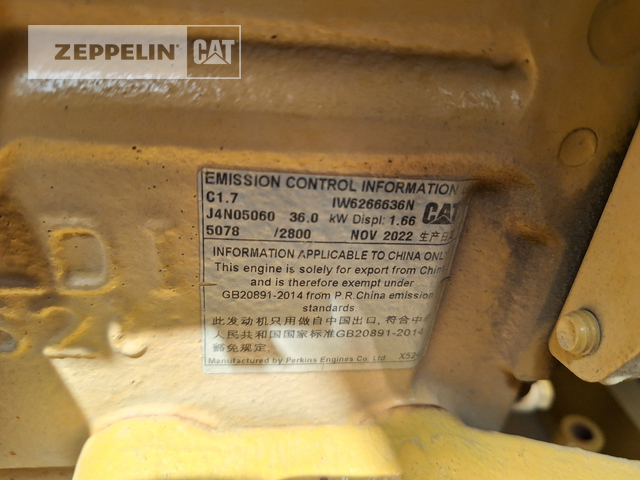 ZEPPELIN CAT
EMISSION CONTROL INFORMATION
C1.7 IW6266636N
J4N05060 36.0 kW Displ: 1.66 CAT
5078 /2800 NOV 2022 生产日
INFORMATION APPLICABLE TO CHINA ONLY
This engine is solely for export from China
and is therefore exempt under
GB20891-2014 from P.R.China emission
standards
此发动机只用做自中国出口, 符合中
人民共和国国家标准GB20891-2014
豁免规定.
Manufactured by Perkins Engines Co. Ltd.